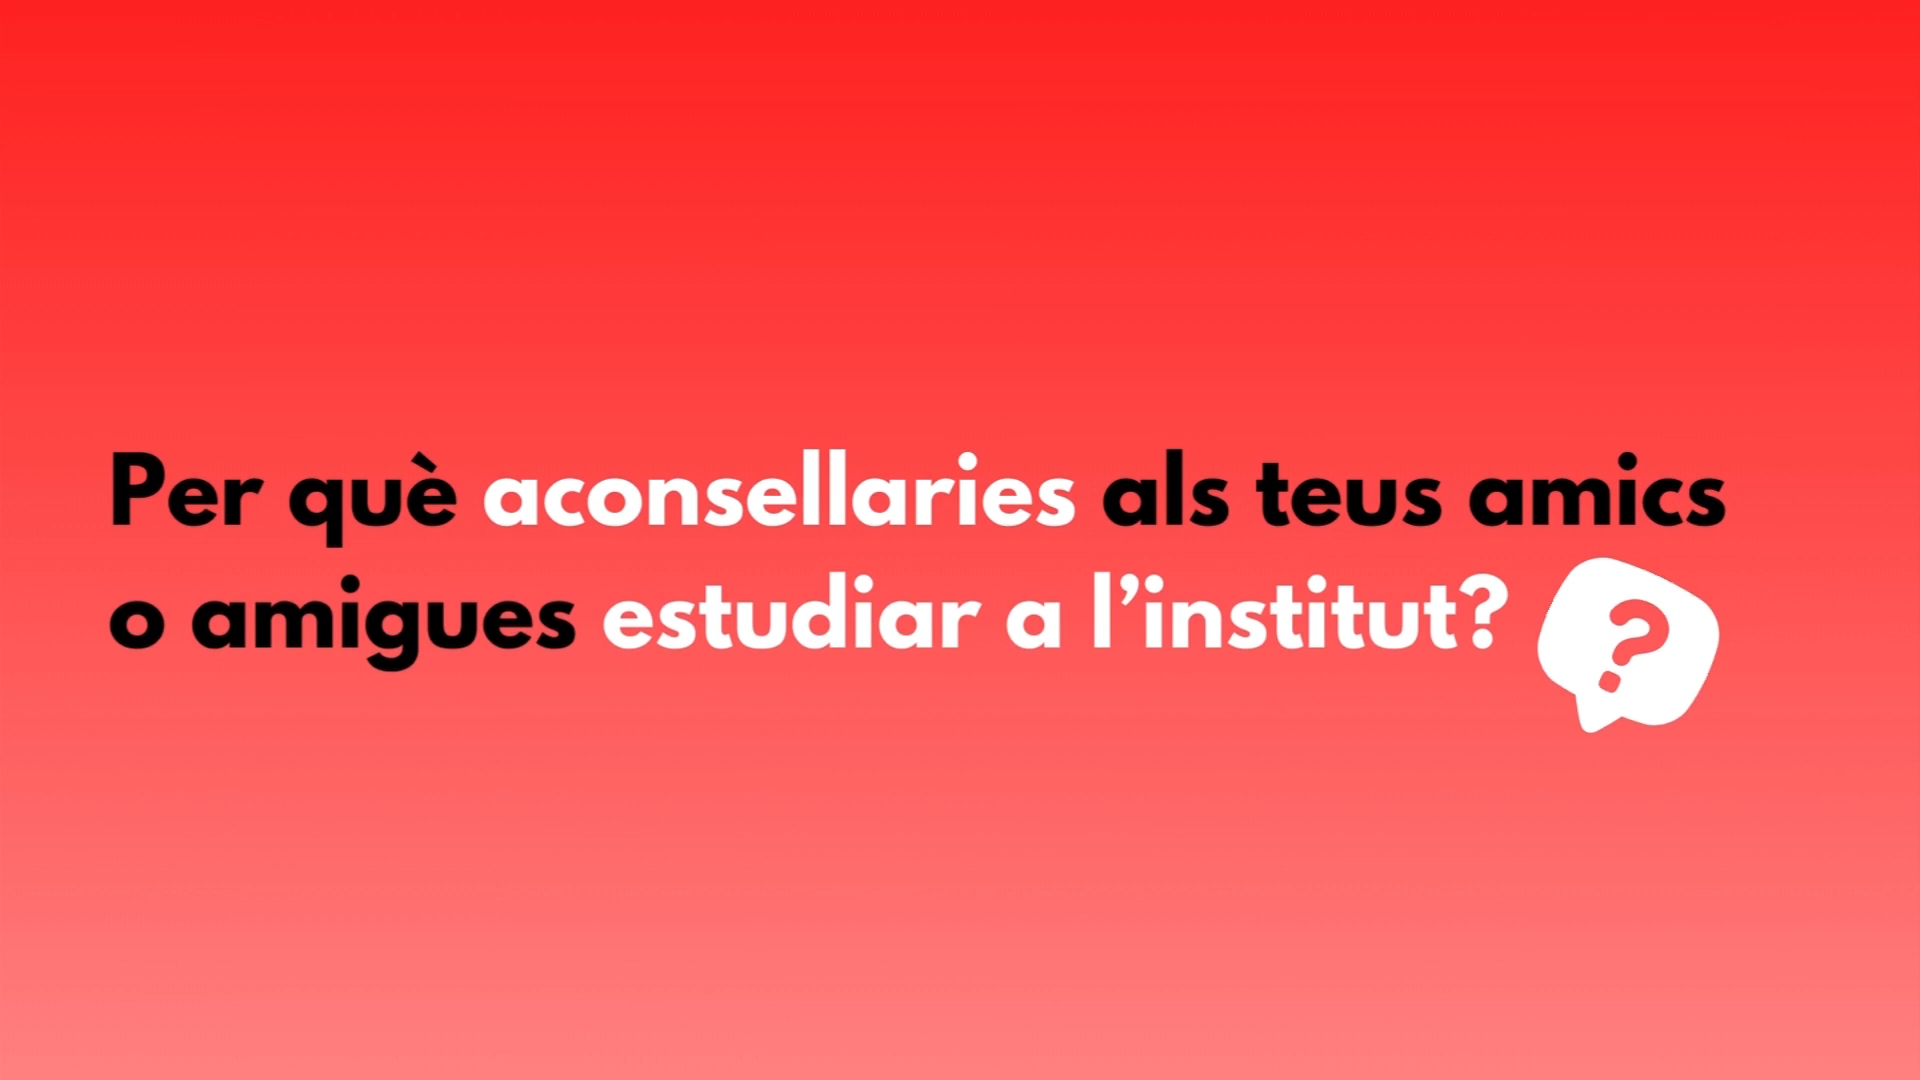 Per què aconsellaries als teus amics
o amigues estudiar a l’institut?
?